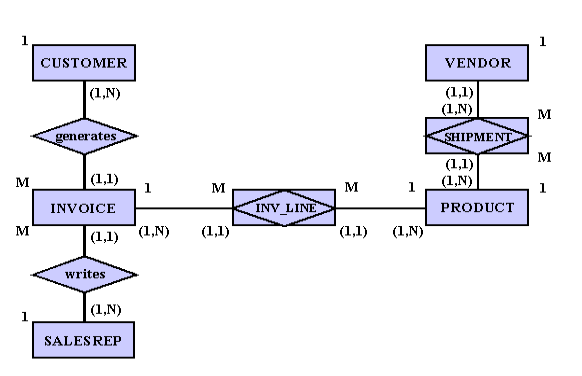 1
1
CUSTOMER
VENDOR
(1,N)
(1,1)
(1,N)
M
generates
SHIPMENT
M
(1,1)
(1,1)
(1,N)
M
1
M
M
1
1
INVOICE
INV_LINE
PRODUCT
M
(1,1)
(1,N)
(1,1)
(1,1)
(1,N)
writes
(1,N)
1
SALESREP